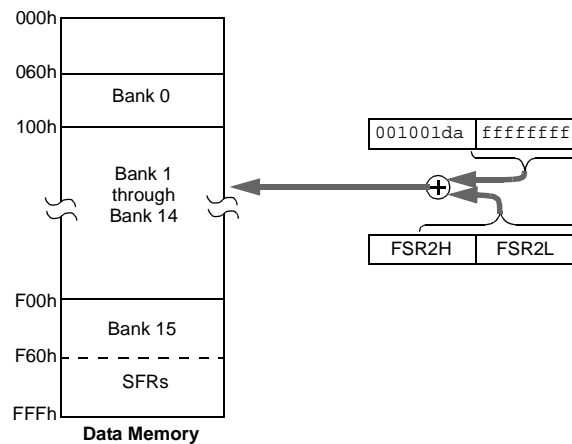 000h
060h
Bank 0
100h
001001da ffffffff
Bank 1
through
Bank 14
FSR2H FSR2L
F00h
Bank 15
F60h
SFRs
FFFh
Data Memory